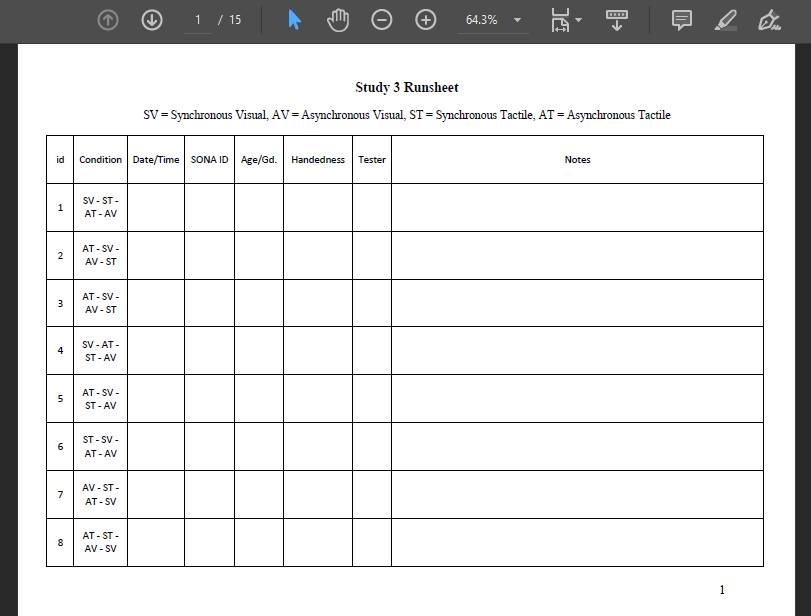 1 / 15 64.3%
Study 3 Runsheet
SV = Synchronous Visual, AV = Asynchronous Visual, ST = Synchronous Tactile, AT = Asynchronous Tactile
id Condition Date/Time SONA ID Age/Gd. Handedness Tester Notes
1 SV - ST -
AT - AV
2 AT - SV -
AV - ST
3 AT - SV -
AV - ST
4 SV - AT -
ST - AV
5 AT - SV -
ST - AV
6 ST - SV -
AT - AV
7 AV - ST -
AT - SV
8 AT - ST -
AV - SV
1